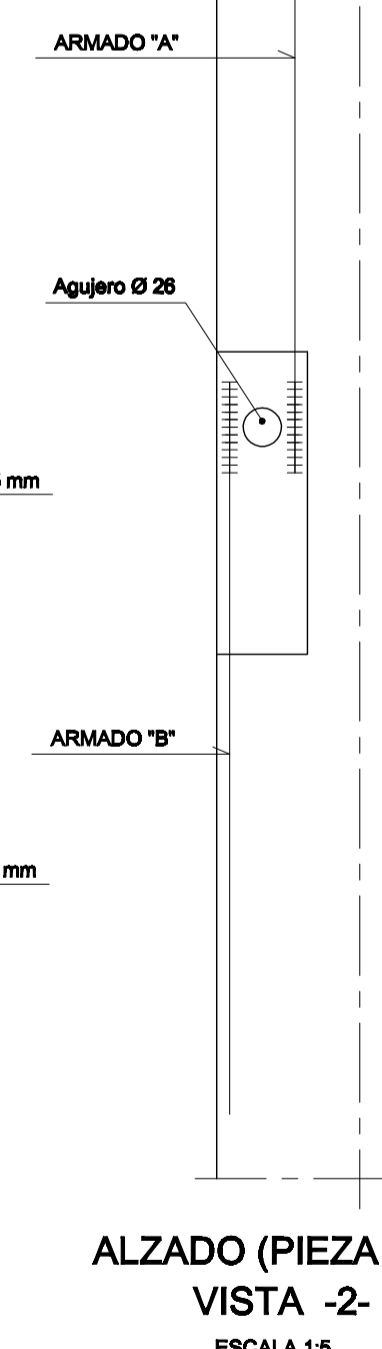 ARMADO "A"
Agujero Ø 26
mm
ARMADO "B"
mm
ALZADO (PIEZA
VISTA -2-
ESCALA 1:5